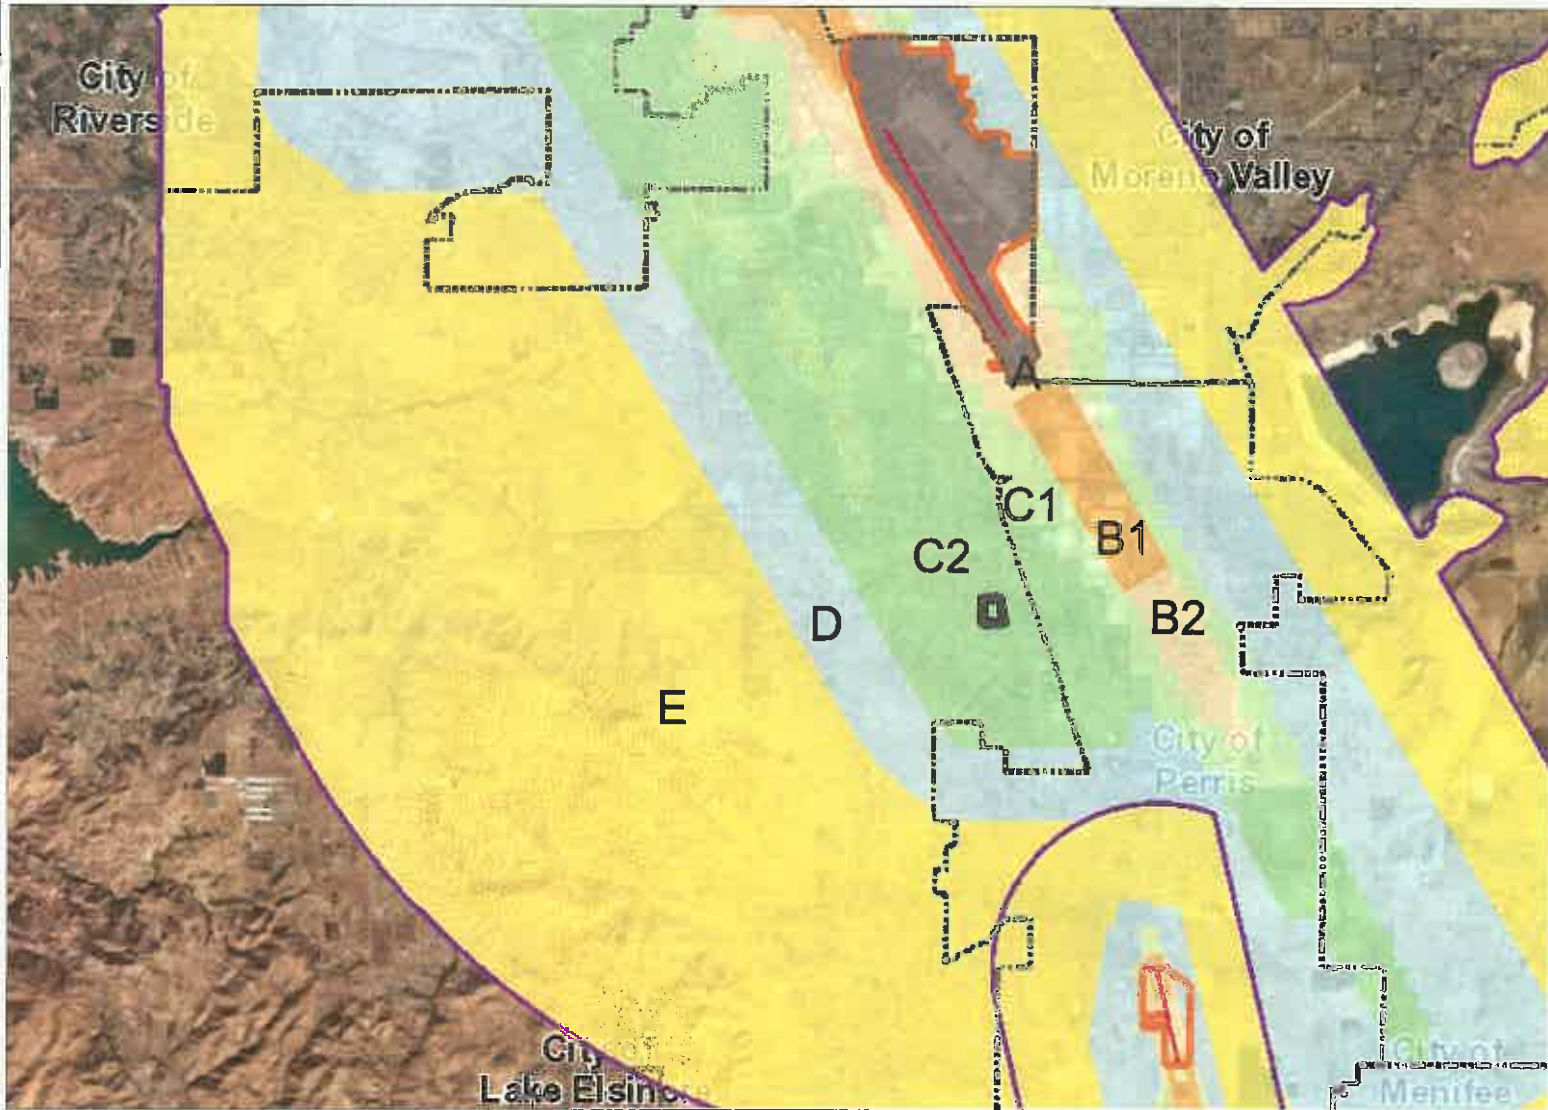 City of
Riverside
City of
Moreno Valley
A
C1
B1
C2
B2
D
E
City of
Perris
City of
Lake Elsinore
City of
Menifee